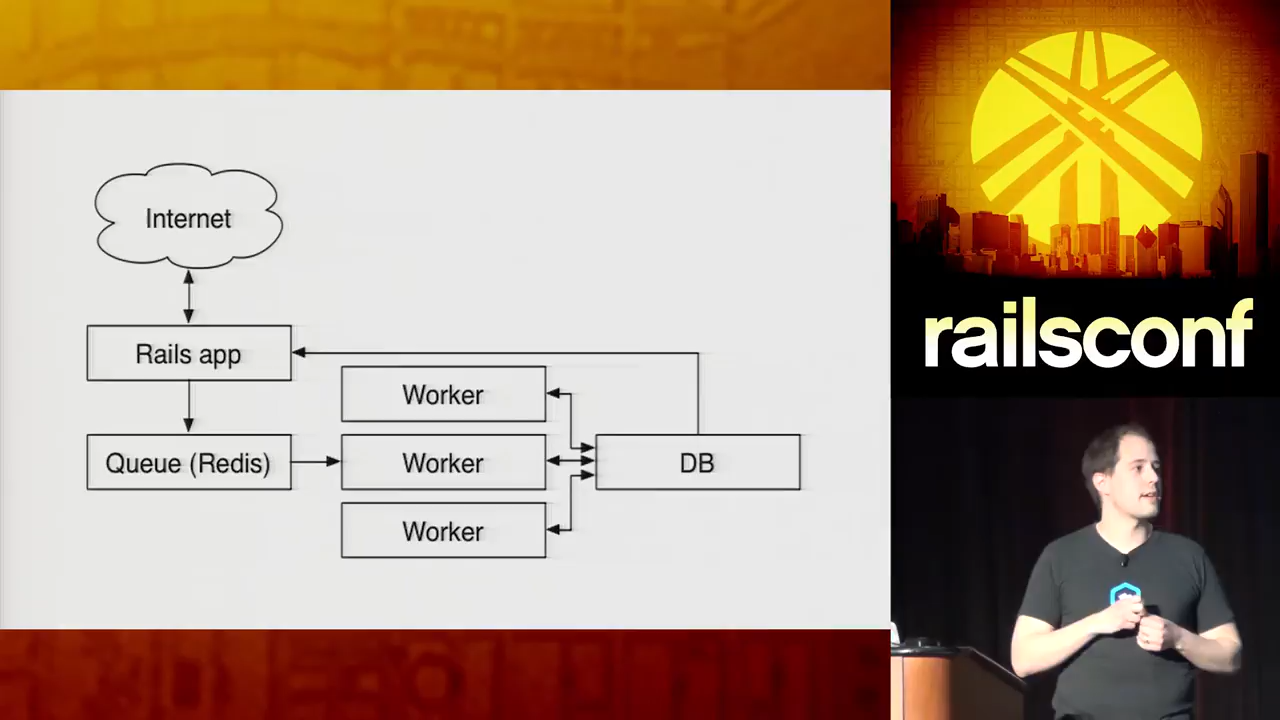 Internet
Rails app
Worker
Queue (Redis)
Worker
DB
Worker
railsconf